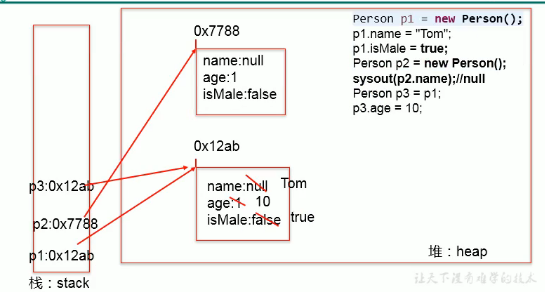 0x7788
name:null
age:1
isMale:false
0x12ab
name:null Tom
age:1 10
isMale:false true
p3:0x12ab
p2:0x7788
p1:0x12ab
栈：stack
堆：heap
Person p1 = new Person();
p1.name = "Tom";
p1.isMale = true;
Person p2 = new Person();
sysout(p2.name);//null
Person p3 = p1;
p3.age = 10;
让天下没有难学的技术